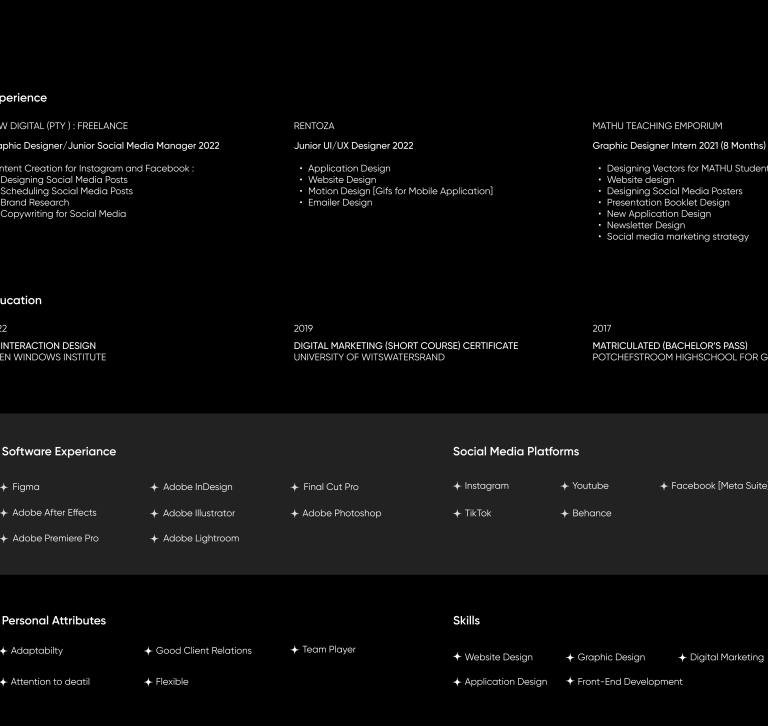 perience
W DIGITAL (PTY ) : FREELANCE
aphic Designer/Junior Social Media Manager 2022
ntent Creation for Instagram and Facebook :
Designing Social Media Posts
Scheduling Social Media Posts
Brand Research
Copywriting for Social Media
RENTOZA
Junior UI/UX Designer 2022
• Application Design
• Website Design
• Motion Design [Gifs for Mobile Application]
• Emailer Design
MATHU TEACHING EMPORIUM
Graphic Designer Intern 2021 (8 Months)
• Designing Vectors for MATHU Student
• Website design
• Designing Social Media Posters
• Presentation Booklet Design
• New Application Design
• Newsletter Design
• Social media marketing strategy
ucation
22
INTERACTION DESIGN
EN WINDOWS INSTITUTE
2019
DIGITAL MARKETING (SHORT COURSE) CERTIFICATE
UNIVERSITY OF WITSWATERSRAND
2017
MATRICULATED (BACHELOR'S PASS)
POTCHEFSTROOM HIGHSCHOOL FOR G
Software Experiance
Figma
Adobe After Effects
Adobe Premiere Pro
Adobe InDesign
Adobe Illustrator
Adobe Lightroom
Final Cut Pro
Adobe Photoshop
Social Media Platforms
Instagram
Youtube
Facebook [Meta Suite
TikTok
Behance
Personal Attributes
Adaptabilty
Good Client Relations
Team Player
Attention to deatil
Flexible
Skills
Website Design
Graphic Design
Digital Marketing
Application Design
Front-End Development